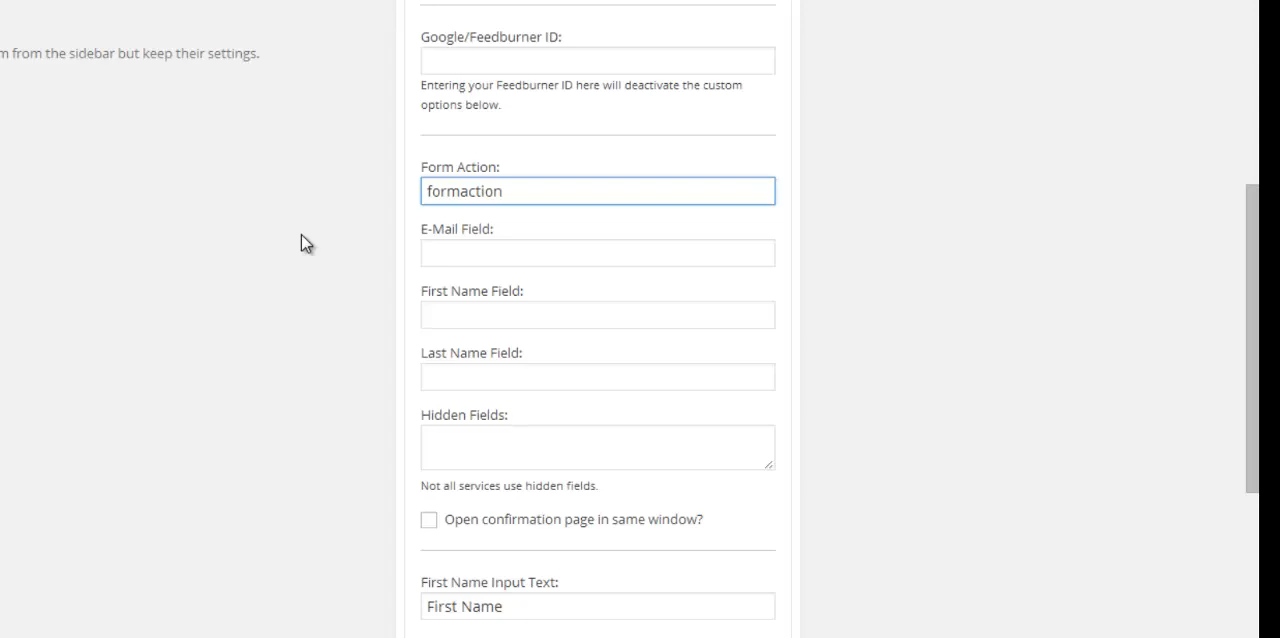 m from the sidebar but keep their settings.
Google/Feedburner ID:
Entering your Feedburner ID here will deactivate the custom
options below.
Form Action:
formaction
E-Mail Field:
First Name Field:
Last Name Field:
Hidden Fields:
Not all services use hidden fields.
Open confirmation page in same window?
First Name Input Text:
First Name